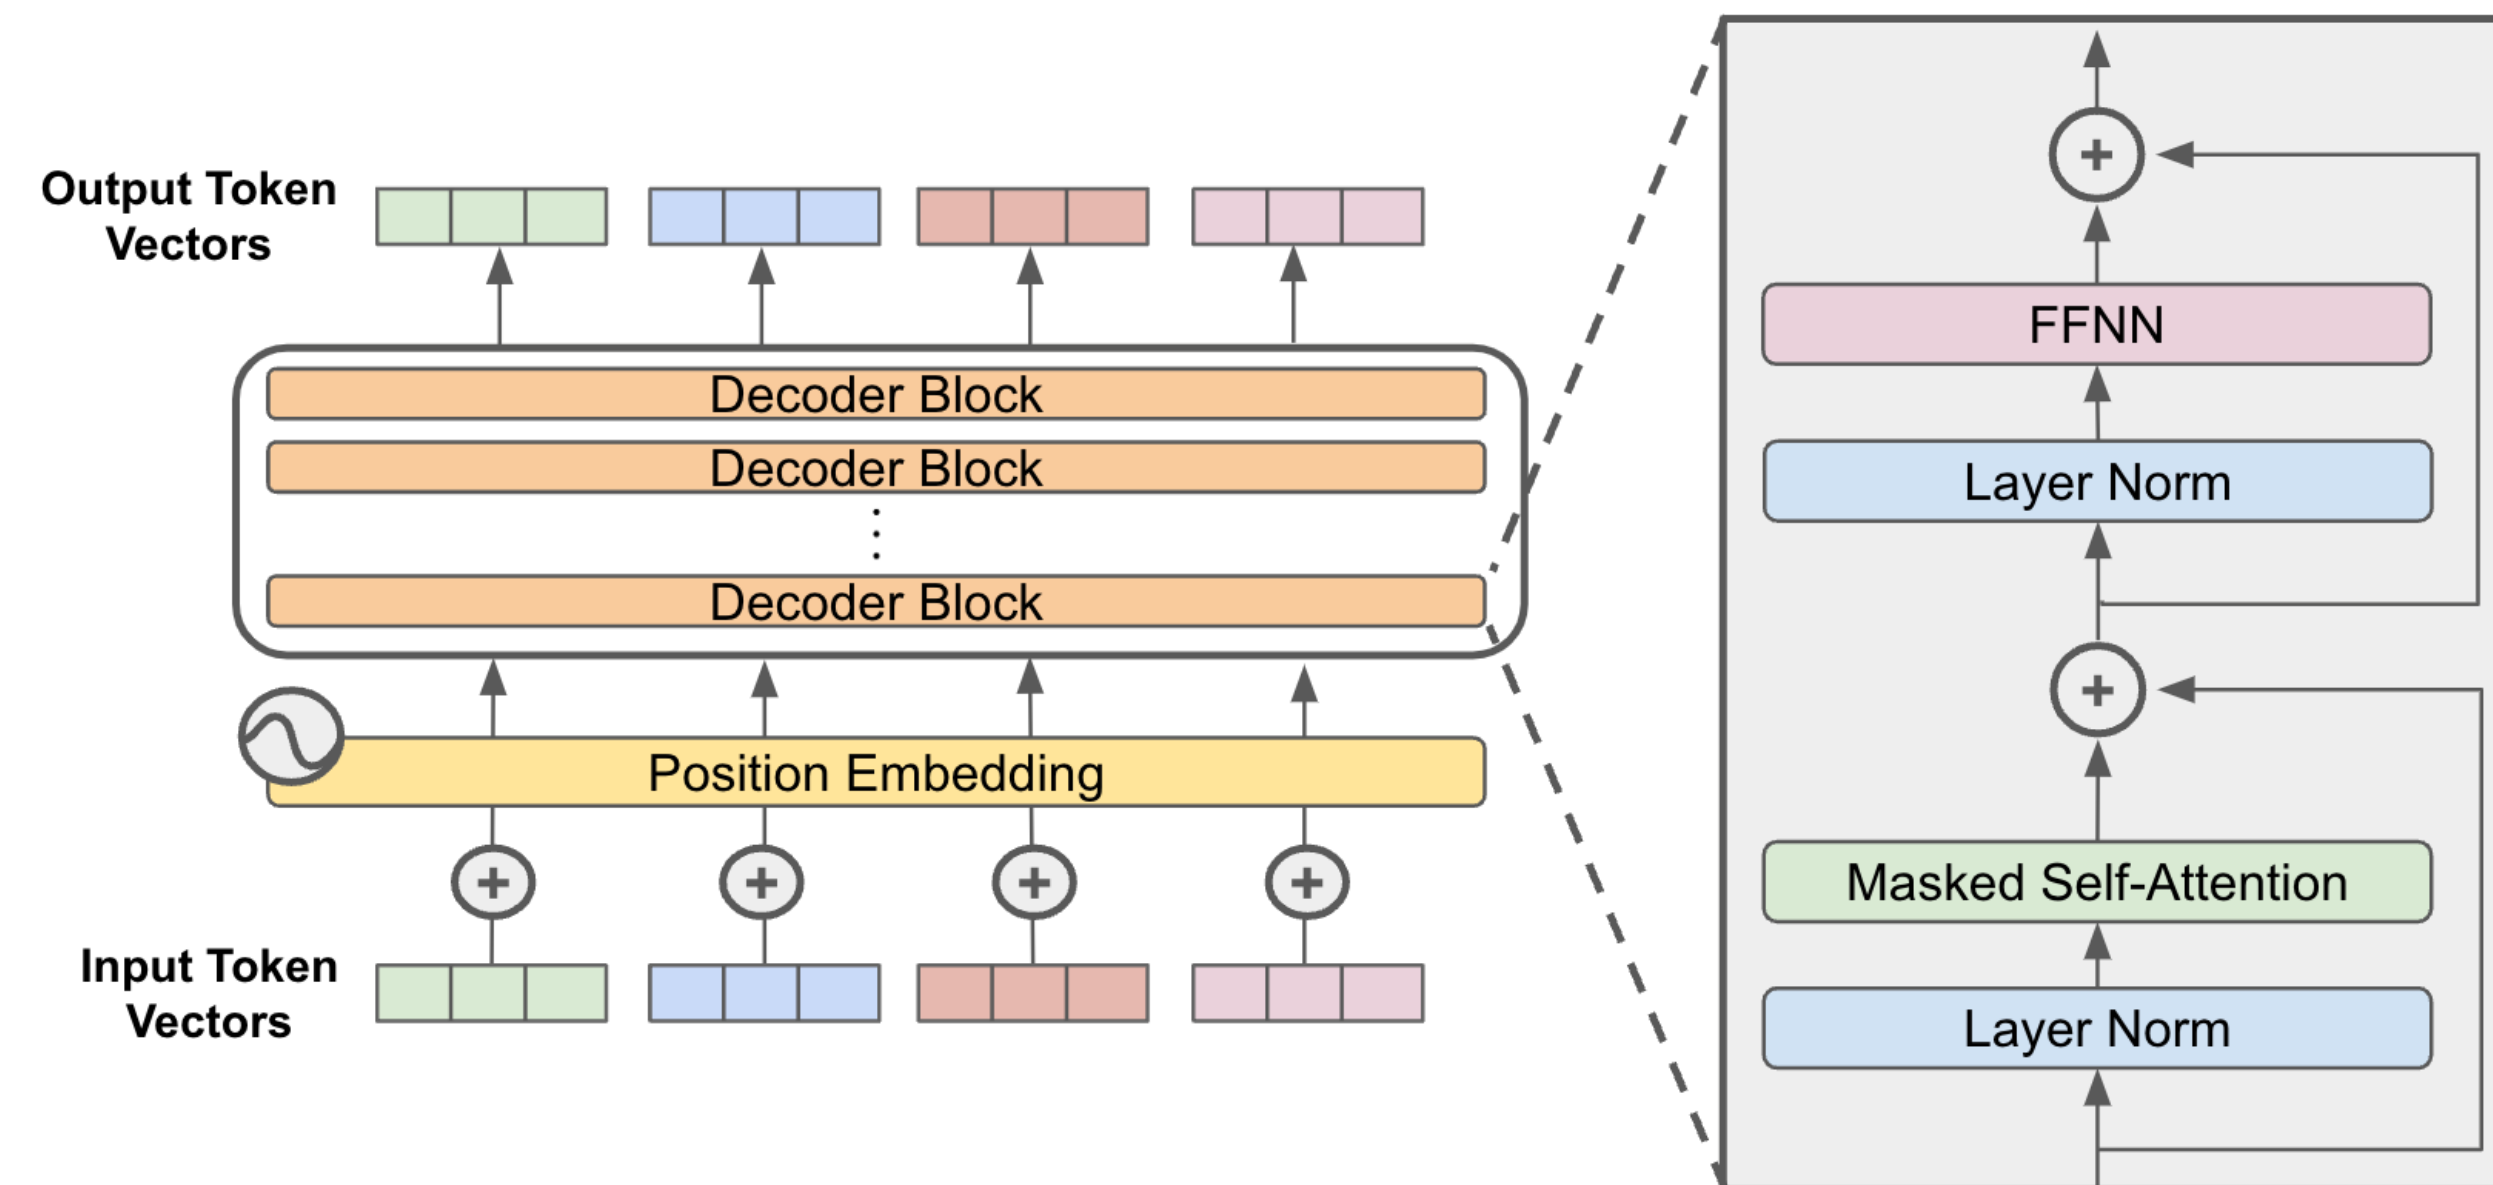 Output Token
Vectors
Decoder Block
Decoder Block
Decoder Block
Position Embedding
Input Token
Vectors
FFNN
Layer Norm
Masked Self-Attention
Layer Norm